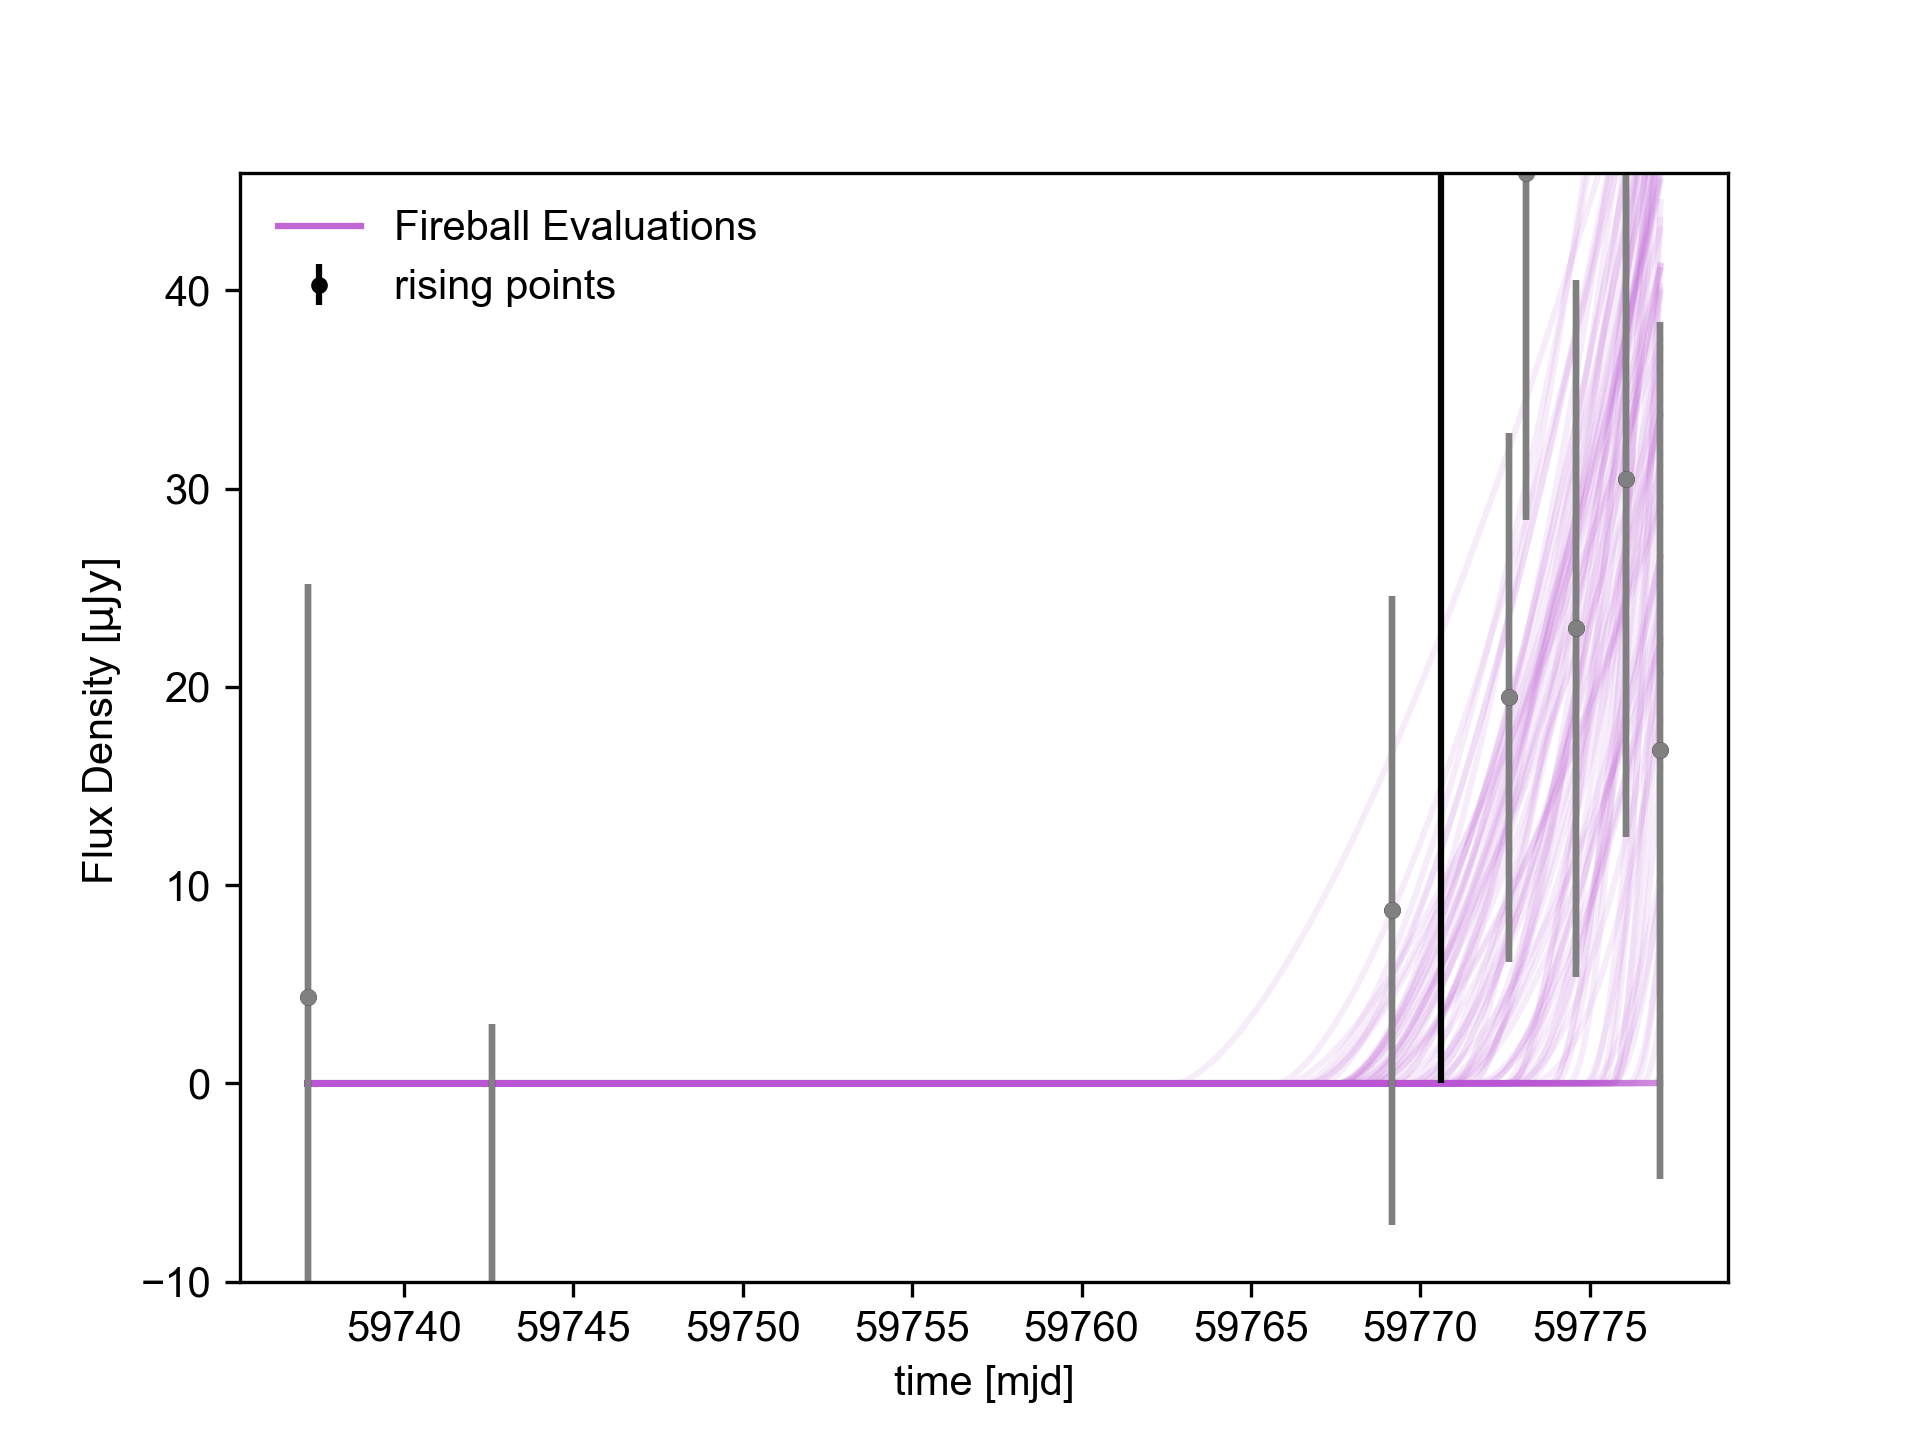 Fireball Evaluations
rising points
40
30
20
10
0
−10
Flux Density [µJy]
59740 59745 59750 59755 59760 59765 59770 59775
time [mjd]